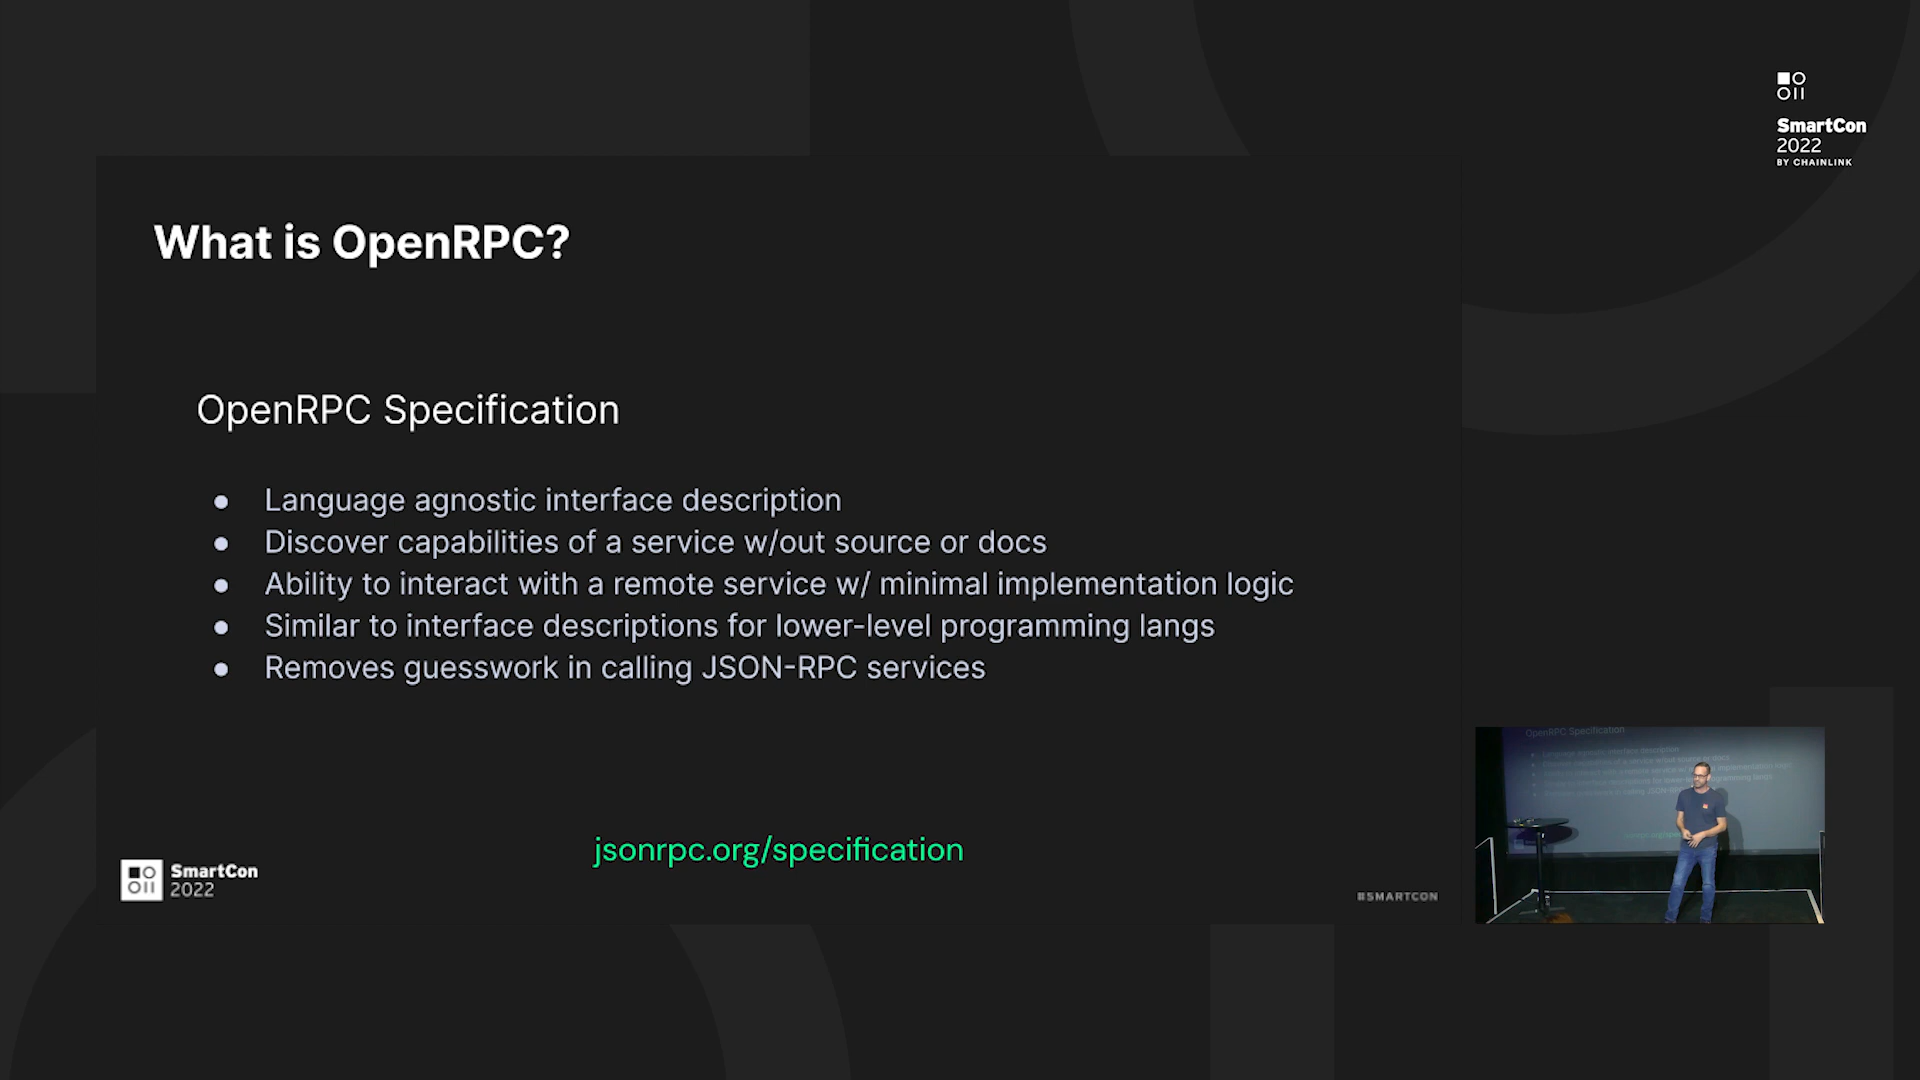 SmartCon
2022
BY CHAINLINK
What is OpenRPC?
OpenRPC Specification
● Language agnostic interface description
● Discover capabilities of a service w/out source or docs
● Ability to interact with a remote service w/ minimal implementation logic
● Similar to interface descriptions for lower-level programming langs
● Removes guesswork in calling JSON-RPC services
jsonrpc.org/specification
SmartCon
2022
#SMARTCON
OpenRPC Specification